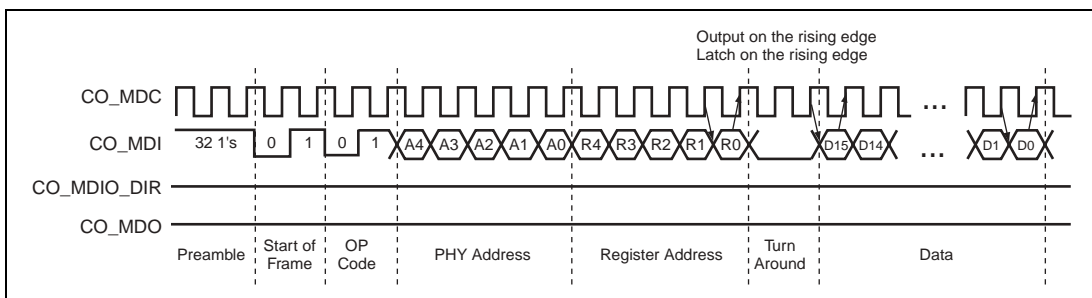 Output on the rising edge
Latch on the rising edge
CO_MDC
...
CO_MDI 32 1's 0 1 0 1 A4 A3 A2 A1 A0 R4 R3 R2 R1 R0 D15 D14 ... D1 D0
CO_MDIO_DIR
CO_MDO
Preamble Start of Frame OP Code PHY Address Register Address Turn Around Data